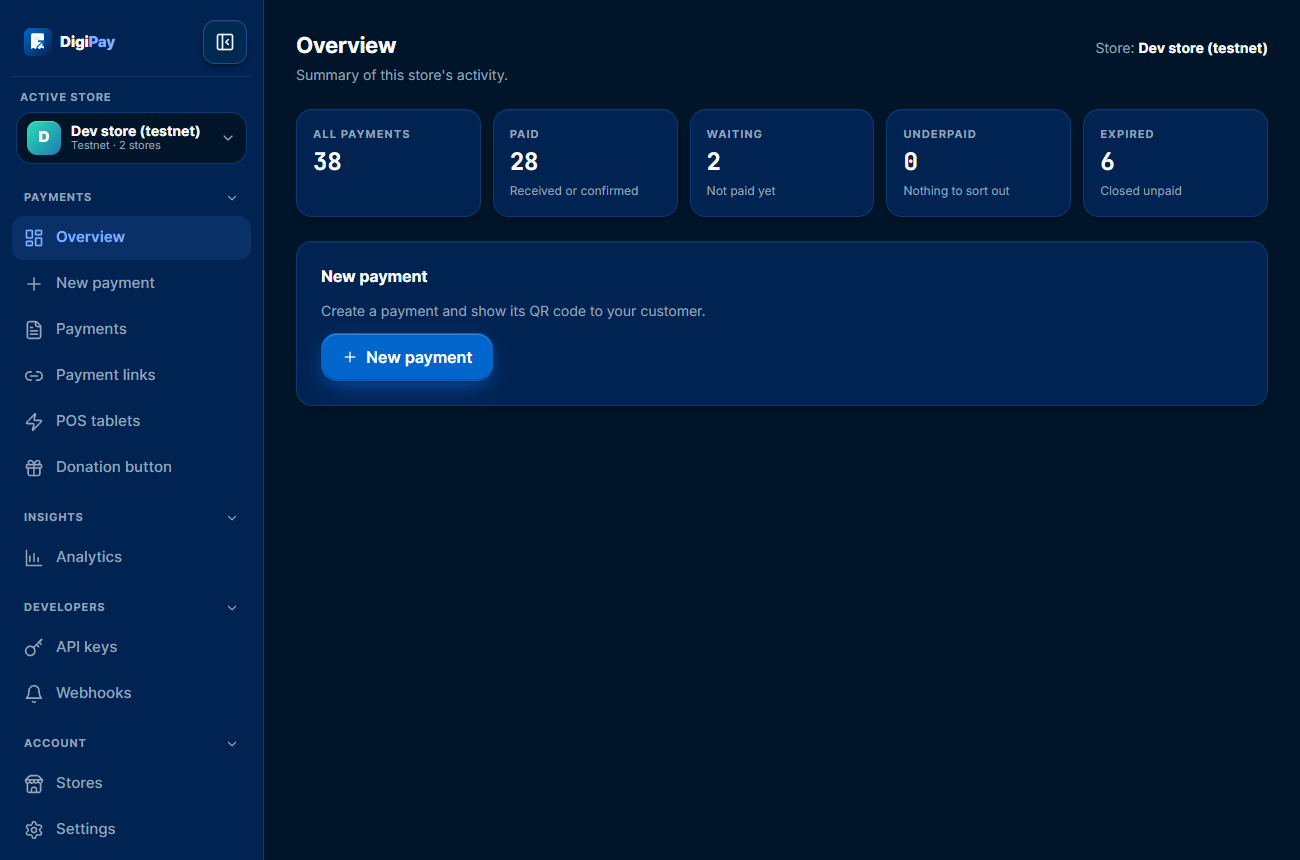 DigiPay
ACTIVE STORE
D
Dev store (testnet)
Testnet · 2 stores
PAYMENTS
Overview
New payment
Payments
Payment links
POS tablets
Donation button
INSIGHTS
Analytics
DEVELOPERS
API keys
Webhooks
ACCOUNT
Stores
Settings
Overview
Store: Dev store (testnet)
Summary of this store's activity.
ALL PAYMENTS
38
PAID
28
Received or confirmed
WAITING
2
Not paid yet
UNDERPAID
0
Nothing to sort out
EXPIRED
6
Closed unpaid
New payment
Create a payment and show its QR code to your customer.
New payment